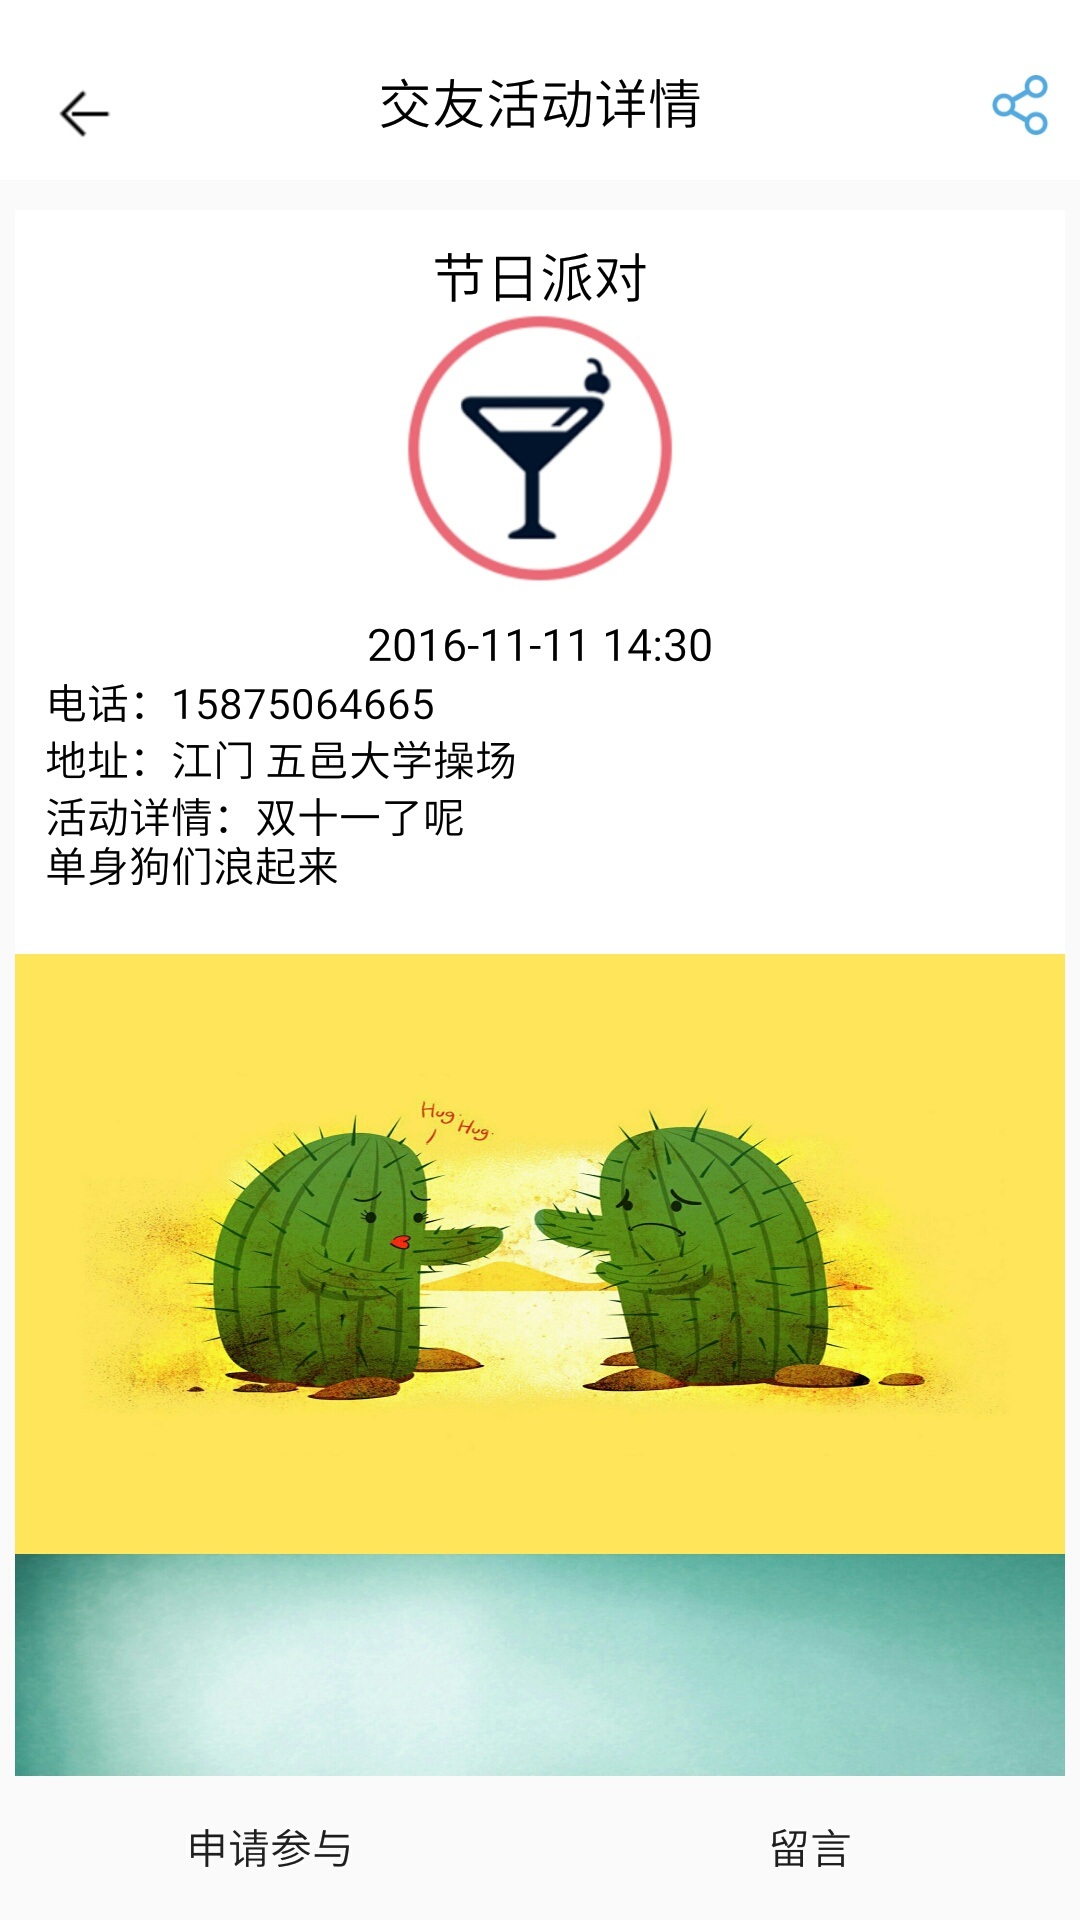 交友活动详情
节日派对
2016-11-11 14:30
电话：15875064665
地址：江门 五邑大学操场
活动详情：双十一了呢
单身狗们浪起来
Hug Hug
申请参与
留言